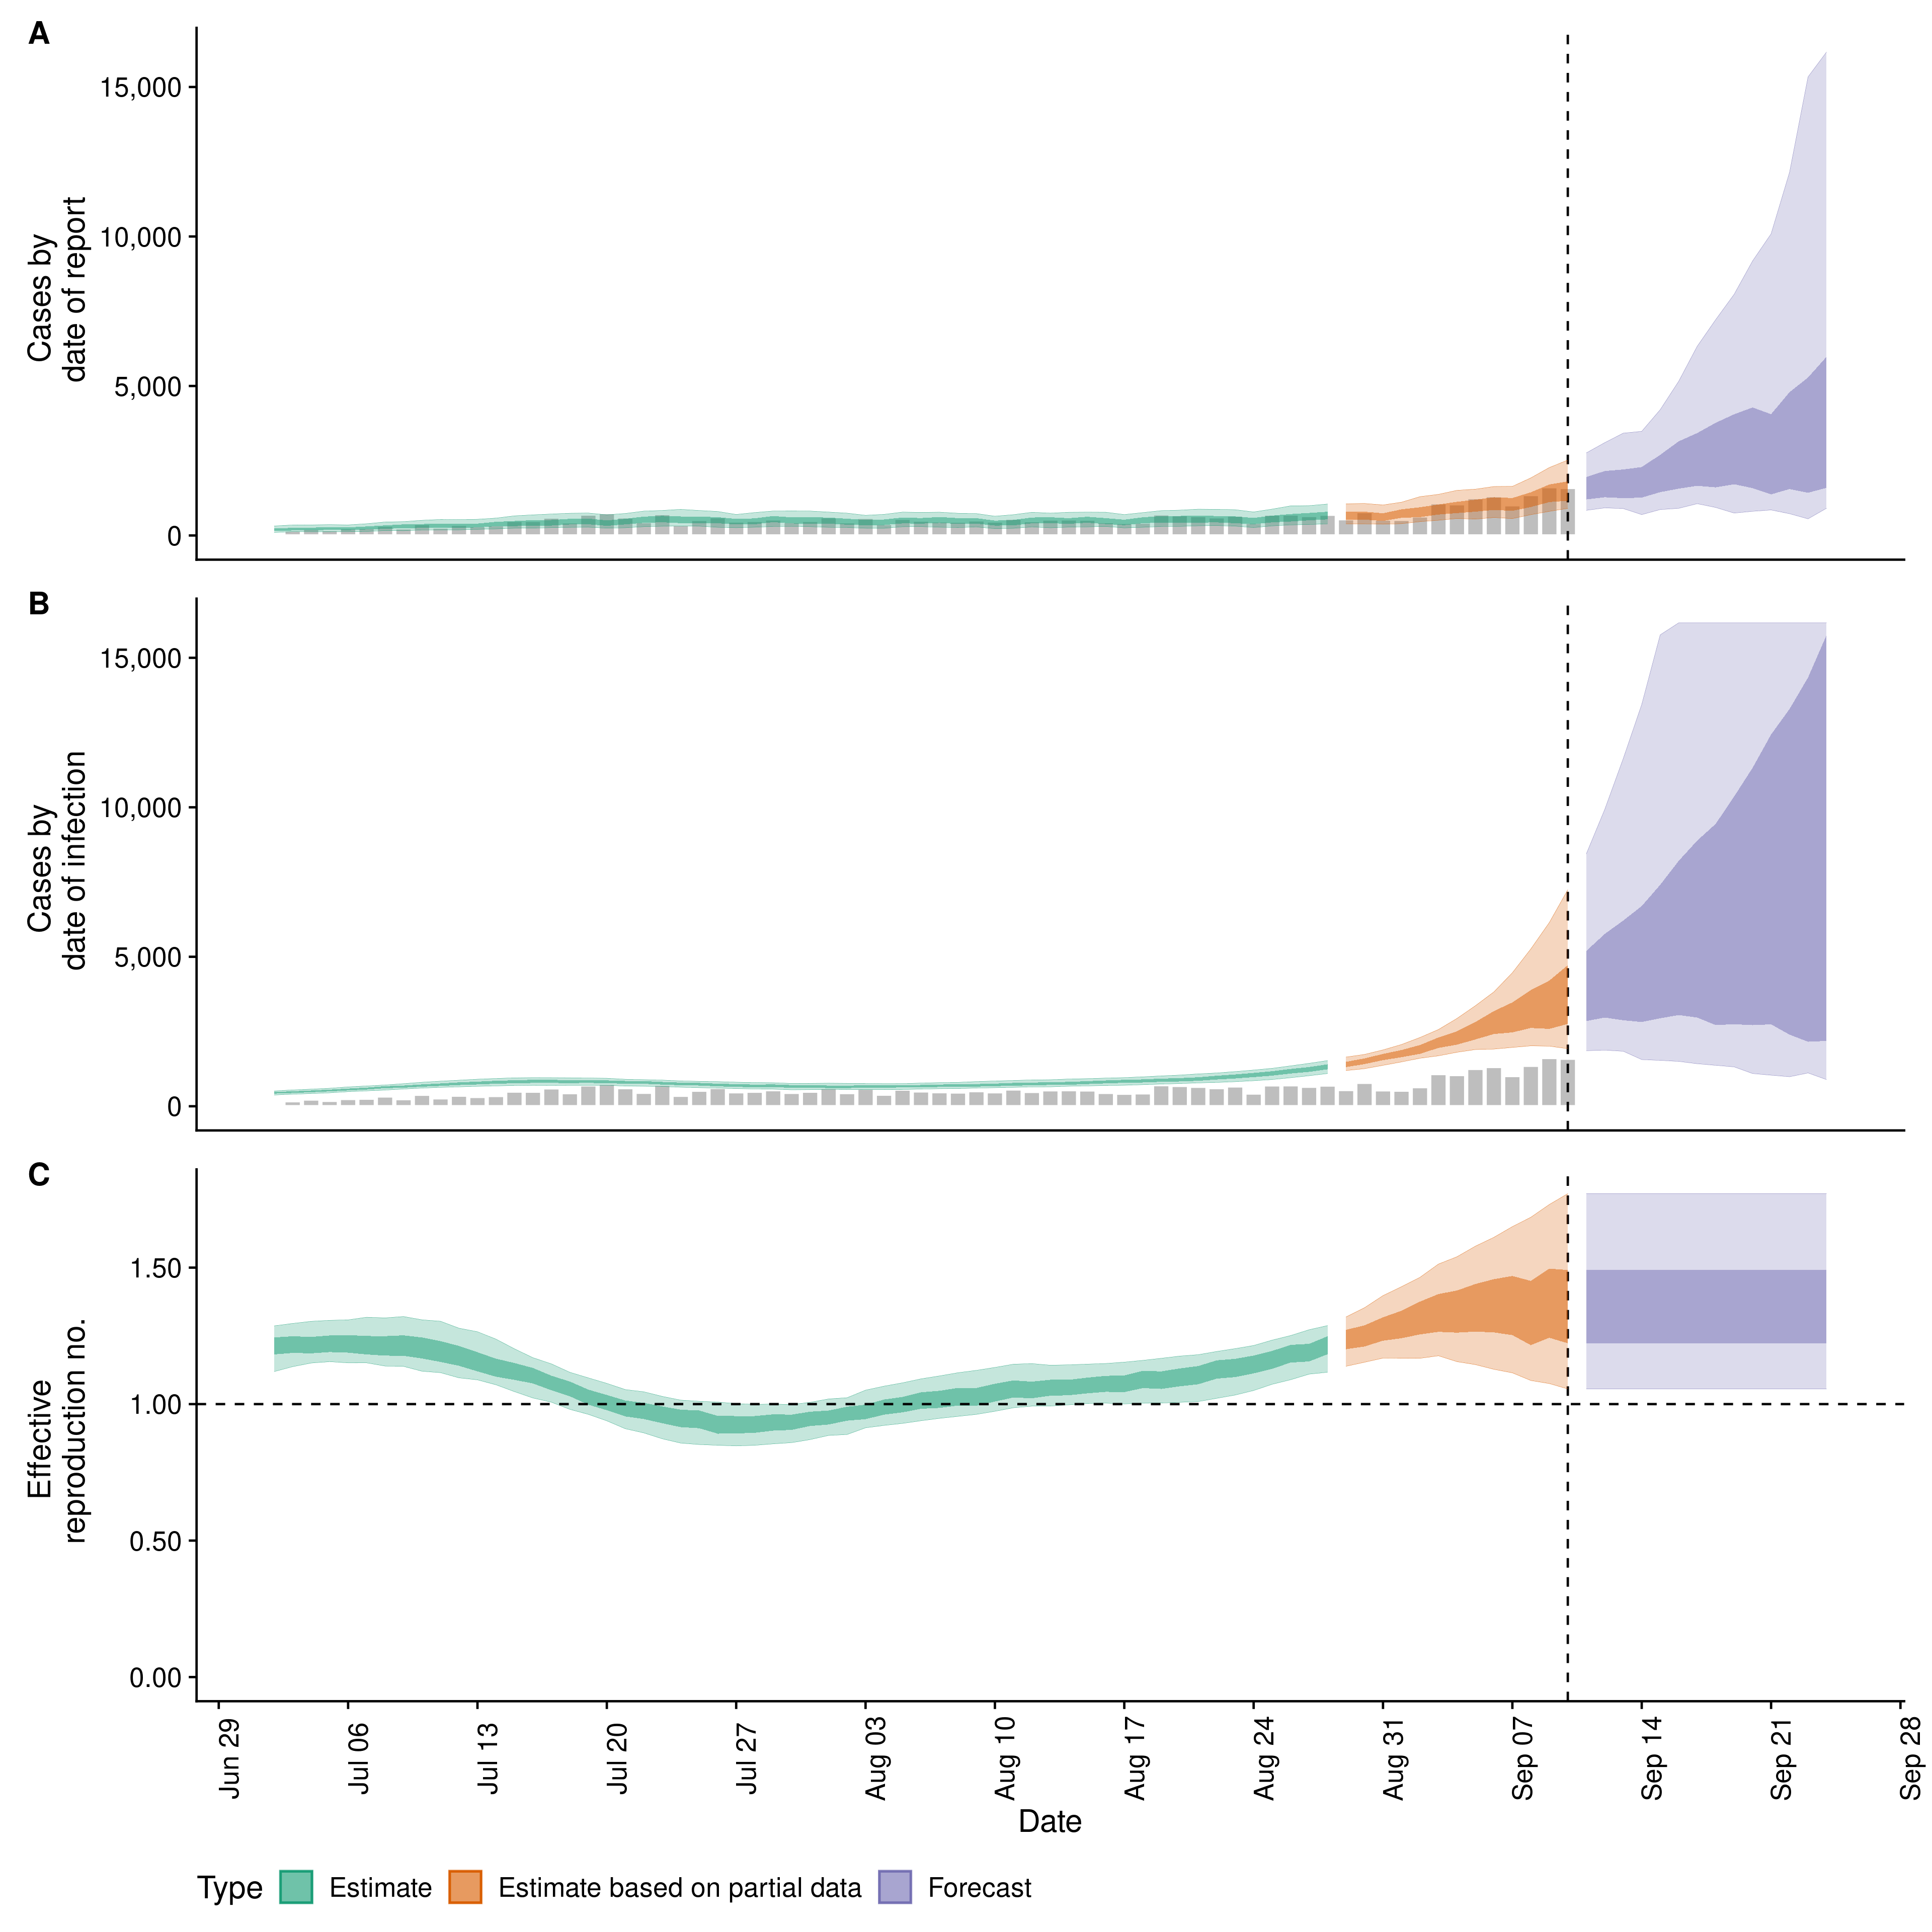 A
Cases by
date of report
15,000
10,000
5,000
0
B
Cases by
date of infection
15,000
10,000
5,000
0
C
Effective
reproduction no.
1.50
1.00
0.50
0.00
Jun 29
Jul 06
Jul 13
Jul 20
Jul 27
Aug 03
Aug 10
Aug 17
Aug 24
Aug 31
Sep 07
Sep 14
Sep 21
Sep 28
Date
Type Estimate Estimate based on partial data Forecast